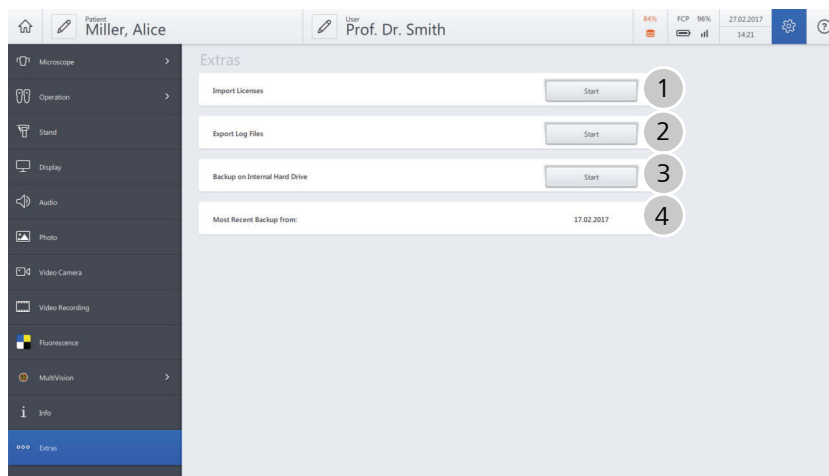 Patient
Miller, Alice
User
Prof. Dr. Smith
84%
FCP 96%
27.02.2017
14:21
Microscope
Operation
Stand
Display
Audio
Photo
Video Camera
Video Recording
Fluorescence
MultiVision
Info
Extras
Extras
Import Licenses Start 1
Export Log Files Start 2
Backup on Internal Hard Drive Start 3
Most Recent Backup from: 17.02.2017 4